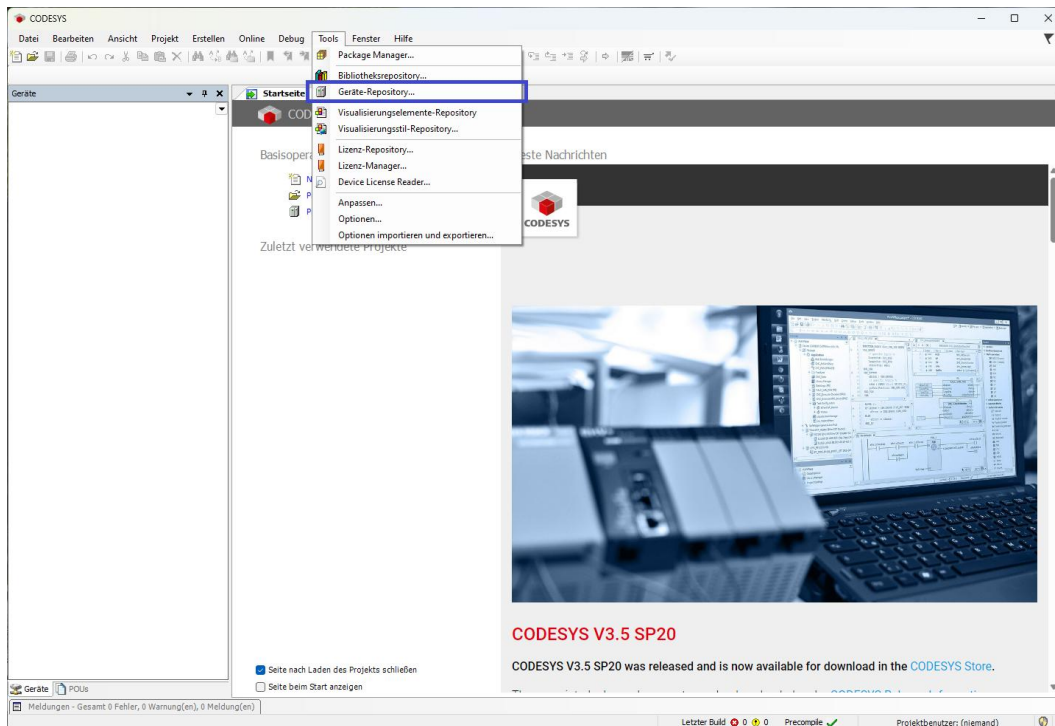 CODESYS
Datei Bearbeiten Ansicht Projekt Erstellen Online Debug Tools Fenster Hilfe
Package Manager...
Bibliotheksrepository...
Geräte-Repository...
Visualisierungselemente-Repository
Visualisierungsstil-Repository...
Lizenz-Repository...
Lizenz-Manager...
Device License Reader...
Anpassen...
Optionen...
Optionen importieren und exportieren...
Geräte
Startseite
COD
Basisopera
N
P
P
Zuletzt verwendete Projekte
este Nachrichten
CODESYS
CODESYS V3.5 SP20
CODESYS V3.5 SP20 was released and is now available for download in the CODESYS Store.
Seite nach Laden des Projekts schließen
Seite beim Start anzeigen
Geräte POUs
Meldungen - Gesamt 0 Fehler, 0 Warnung(en), 0 Meldung(en)
Letzter Build 0 0 Precompile Projektbenutzer: (niemand)